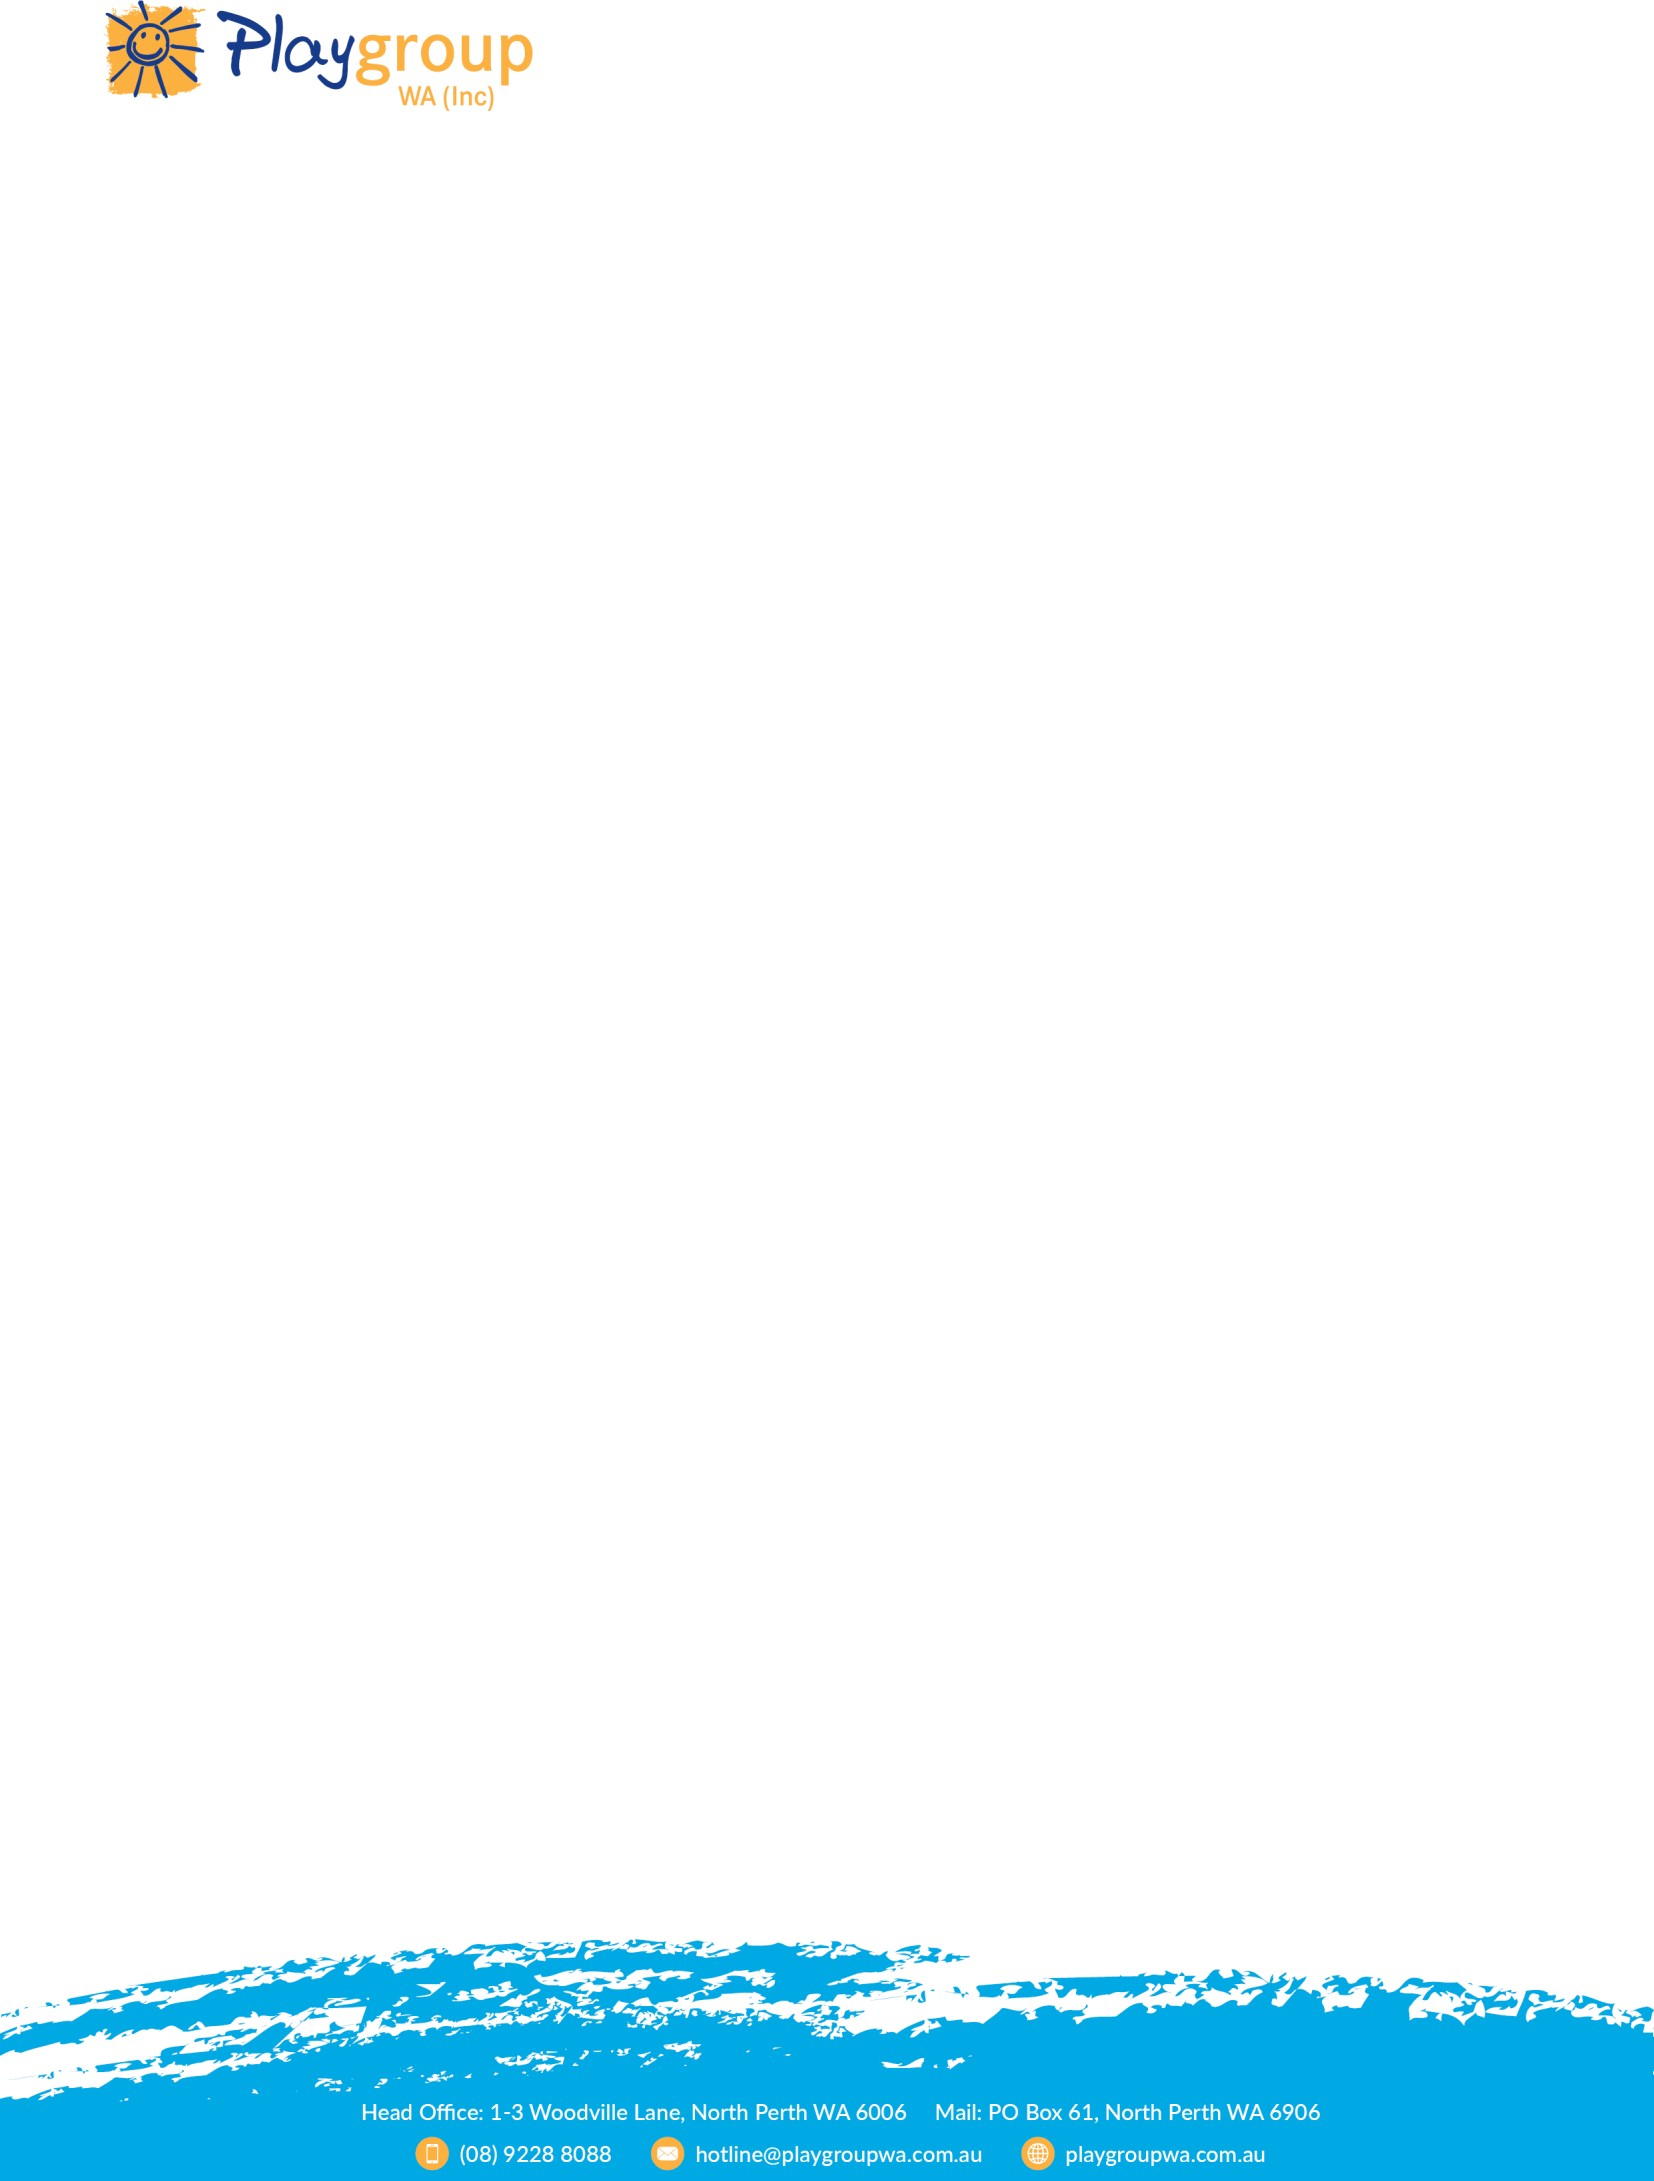 Playgroup
WA (Inc)
Head Office: 1-3 Woodville Lane, North Perth WA 6006 Mail: PO Box 61, North Perth WA 6906
(08) 9228 8088 hotline@playgroupwa.com.au playgroupwa.com.au